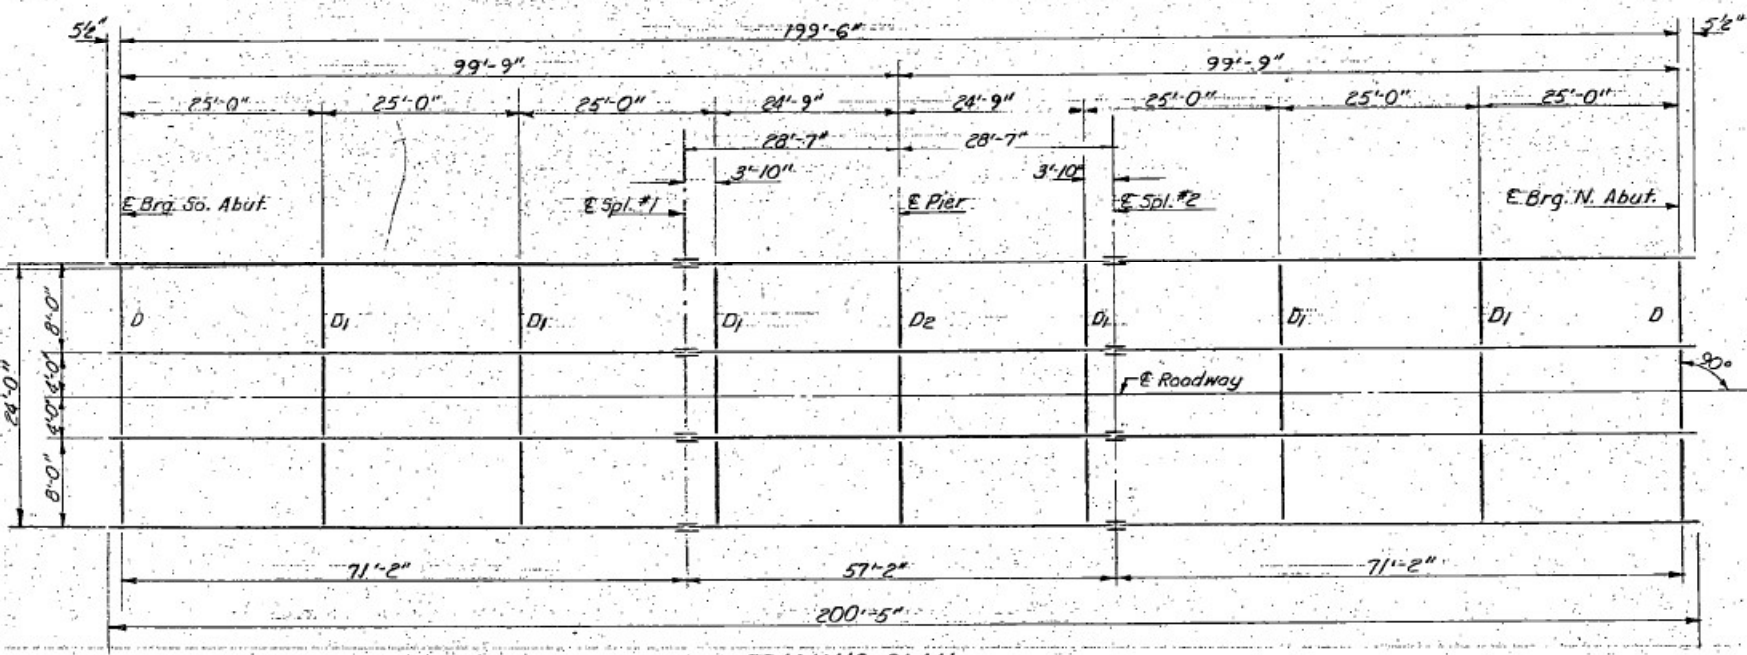 5½" 199'-6" 5½"
99'-9" 99'-9"
25'-0" 25'-0" 25'-0" 24'-9" 24'-9" 25'-0" 25'-0" 25'-0"
28'-7" 28'-7"
3'-10" 3'-10"
℄ Brg. So. Abut. ℄ Spl. #1 ℄ Pier ℄ Spl. #2 ℄ Brg. N. Abut.
8'-0" D D1 D1 D1 D2 D1 D1 D1 D
24'-0" 4'-0" 4'-0" ℄ Roadway 90°
8'-0"
71'-2" 57'-2" 71'-2"
200'-5"